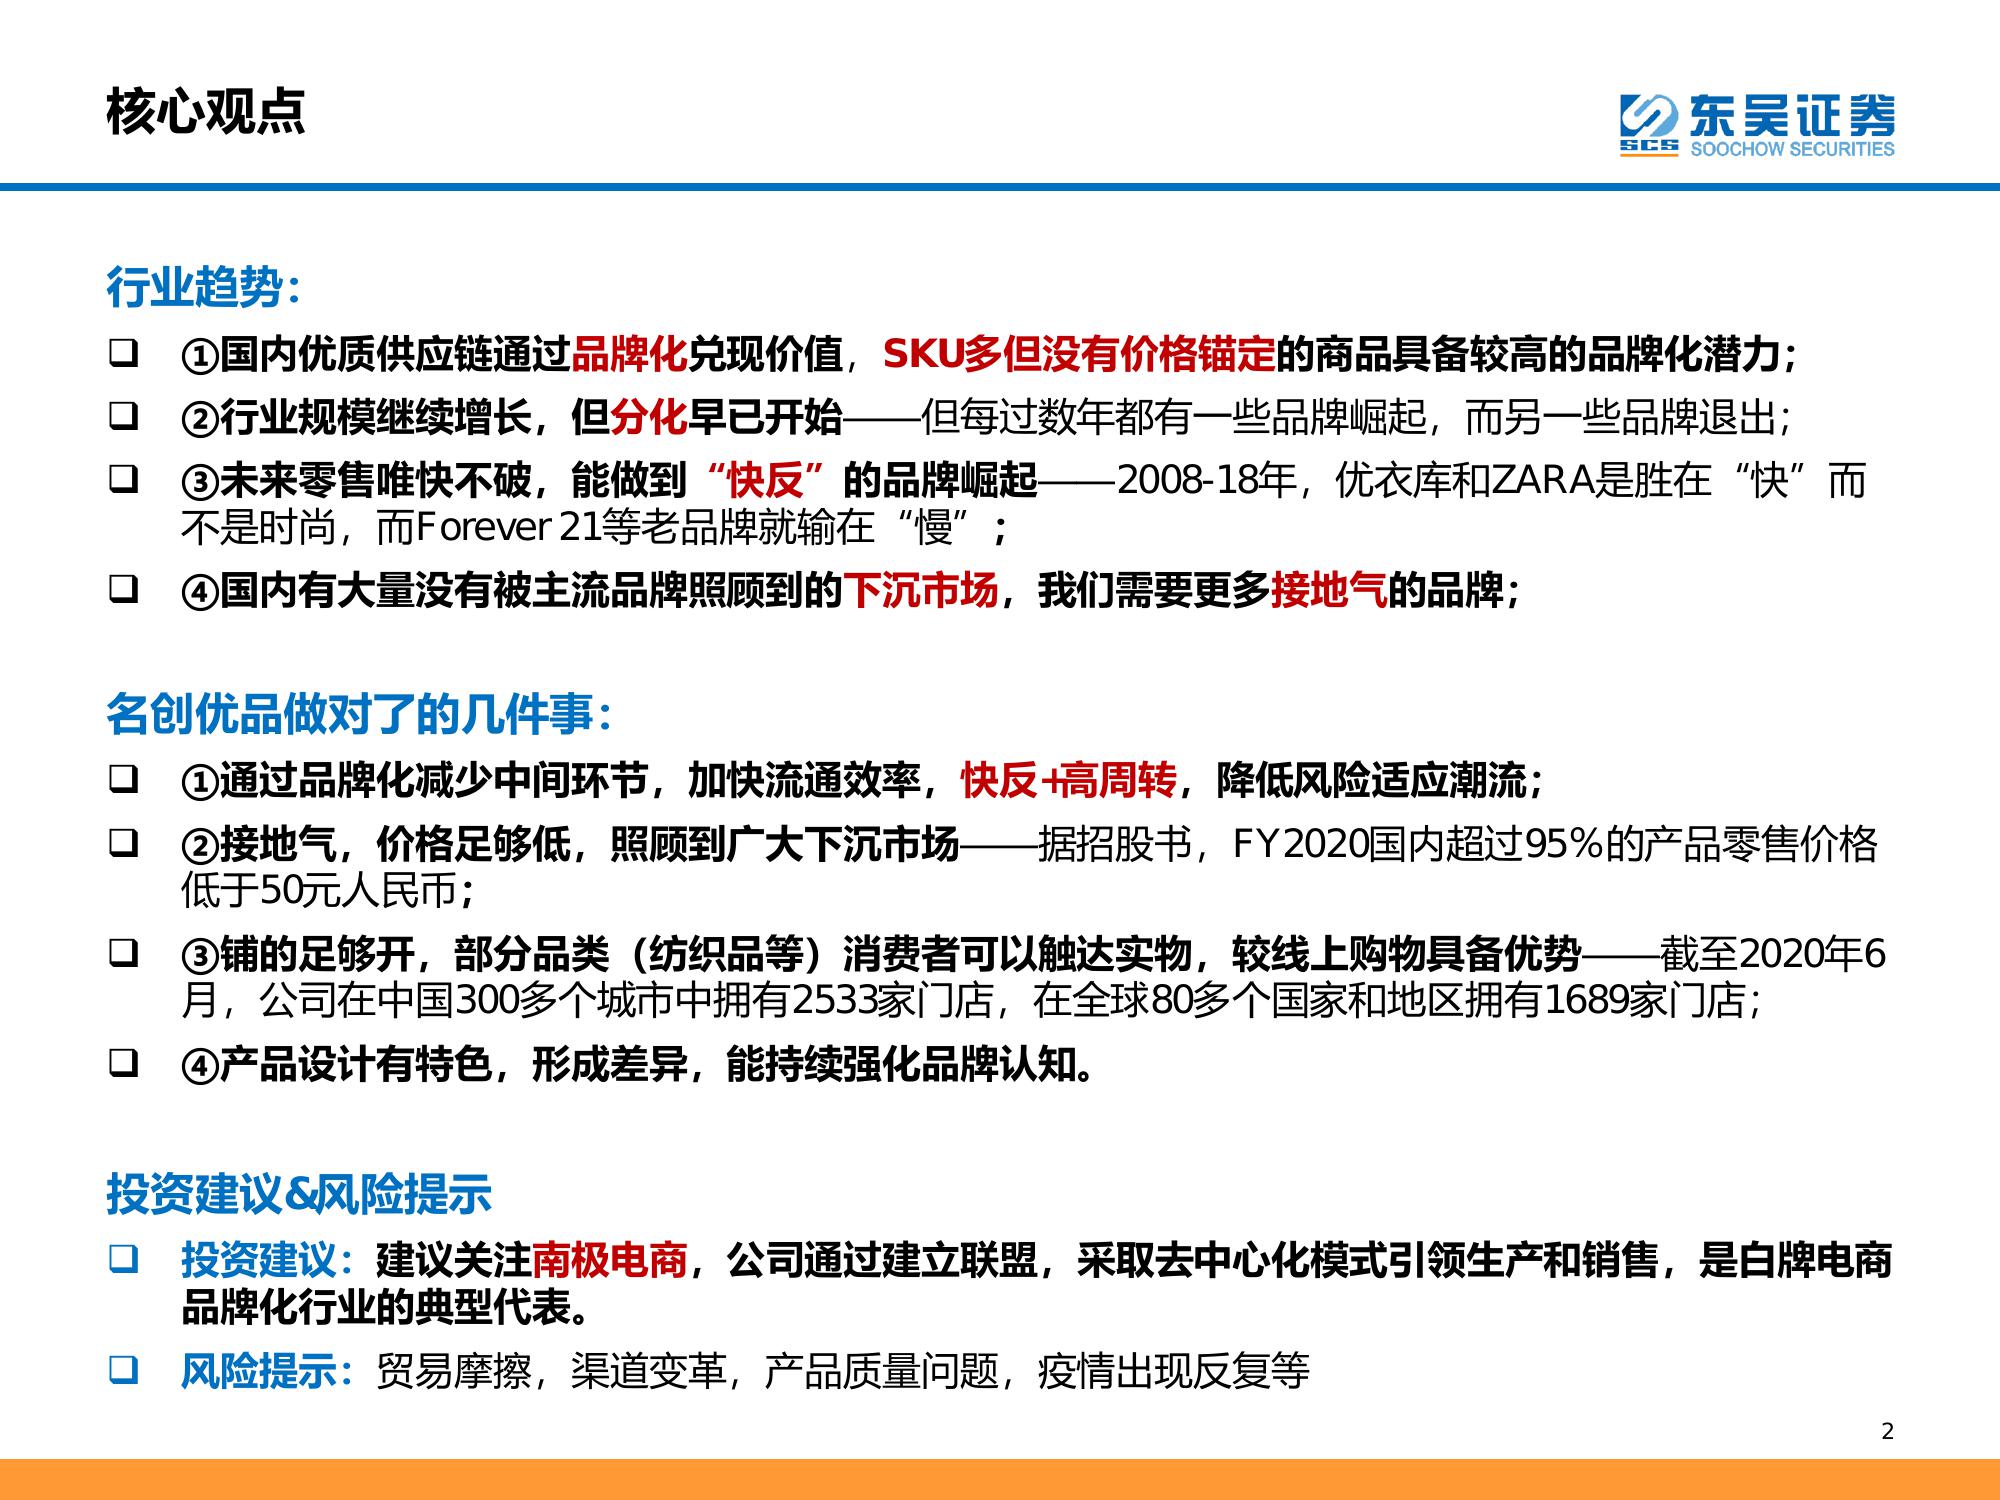 核心观点
东吴证券
SCS
SOOCHOW SECURITIES
行业趋势：
❑ ①国内优质供应链通过品牌化兑现价值，SKU多但没有价格锚定的商品具备较高的品牌化潜力；
❑ ②行业规模继续增长，但分化早已开始——但每过数年都有一些品牌崛起，而另一些品牌退出；
❑ ③未来零售唯快不破，能做到“快反”的品牌崛起——2008-18年，优衣库和ZARA是胜在“快”而
不是时尚，而Forever 21等老品牌就输在“慢”；
❑ ④国内有大量没有被主流品牌照顾到的下沉市场，我们需要更多接地气的品牌；
名创优品做对了的几件事：
❑ ①通过品牌化减少中间环节，加快流通效率，快反+高周转，降低风险适应潮流；
❑ ②接地气，价格足够低，照顾到广大下沉市场——据招股书，FY2020国内超过95%的产品零售价格
低于50元人民币；
❑ ③铺的足够开，部分品类（纺织品等）消费者可以触达实物，较线上购物具备优势——截至2020年6
月，公司在中国300多个城市中拥有2533家门店，在全球80多个国家和地区拥有1689家门店；
❑ ④产品设计有特色，形成差异，能持续强化品牌认知。
投资建议&风险提示
❑ 投资建议：建议关注南极电商，公司通过建立联盟，采取去中心化模式引领生产和销售，是白牌电商
品牌化行业的典型代表。
❑ 风险提示：贸易摩擦，渠道变革，产品质量问题，疫情出现反复等
2